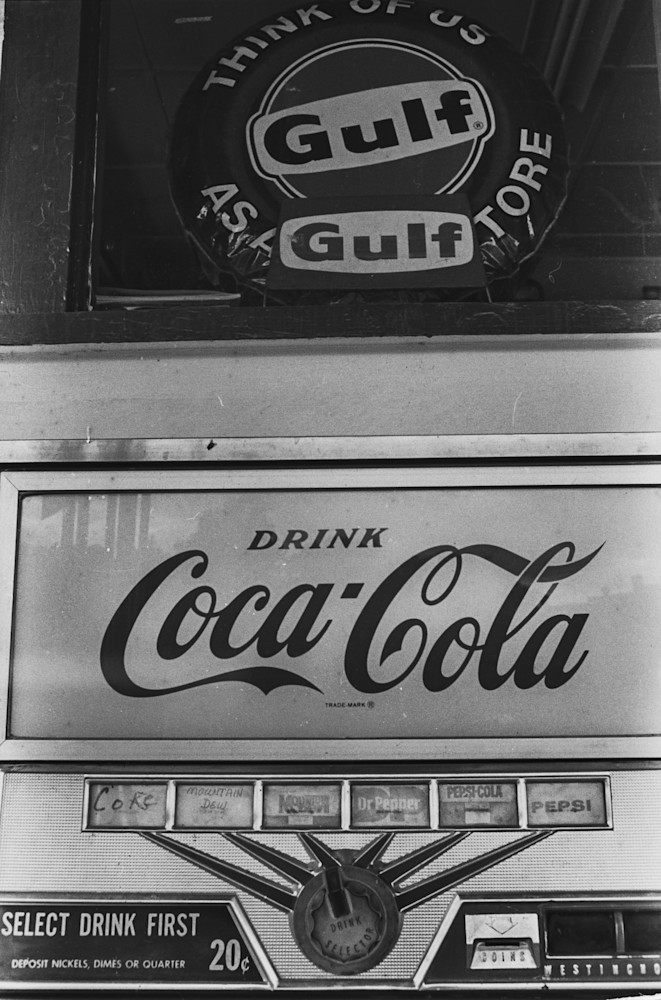 THINK OF US
Gulf®
AS A
TORE
Gulf
DRINK
Coca-Cola
TRADE-MARK ®
COKE
MOUNTAIN
DEW
Dr Pepper
PEPSI-COLA
PEPSI
DRINK
SELECTOR
SELECT DRINK FIRST
DEPOSIT NICKELS, DIMES OR QUARTER
20¢
COINS
WESTINGHO